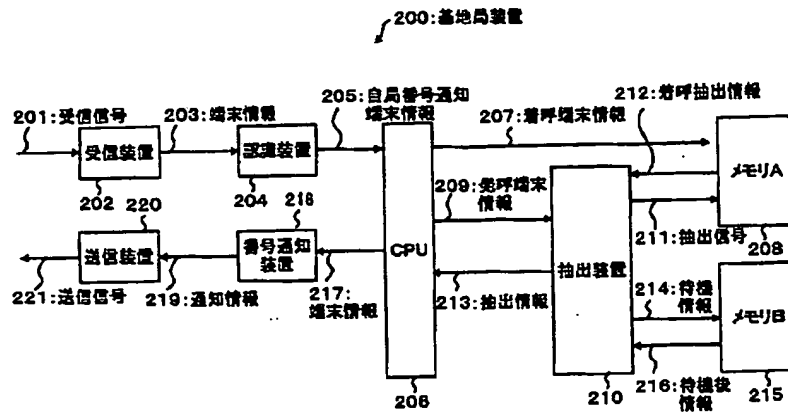 200:基地局装置
205:自局番号通知
端末情報
212:着呼抽出情報
201:受信信号
203:端末情報
207:着呼端末情報
受信装置
認識装置
メモリA
202
204
209:発呼端末
情報
220
218
211:抽出信号
208
送信装置
番号通知
装置
CPU
抽出装置
221:送信信号
219:通知情報
217:
端末情報
213:抽出情報
214:待機
情報
メモリB
216:待機後
情報
206
210
215